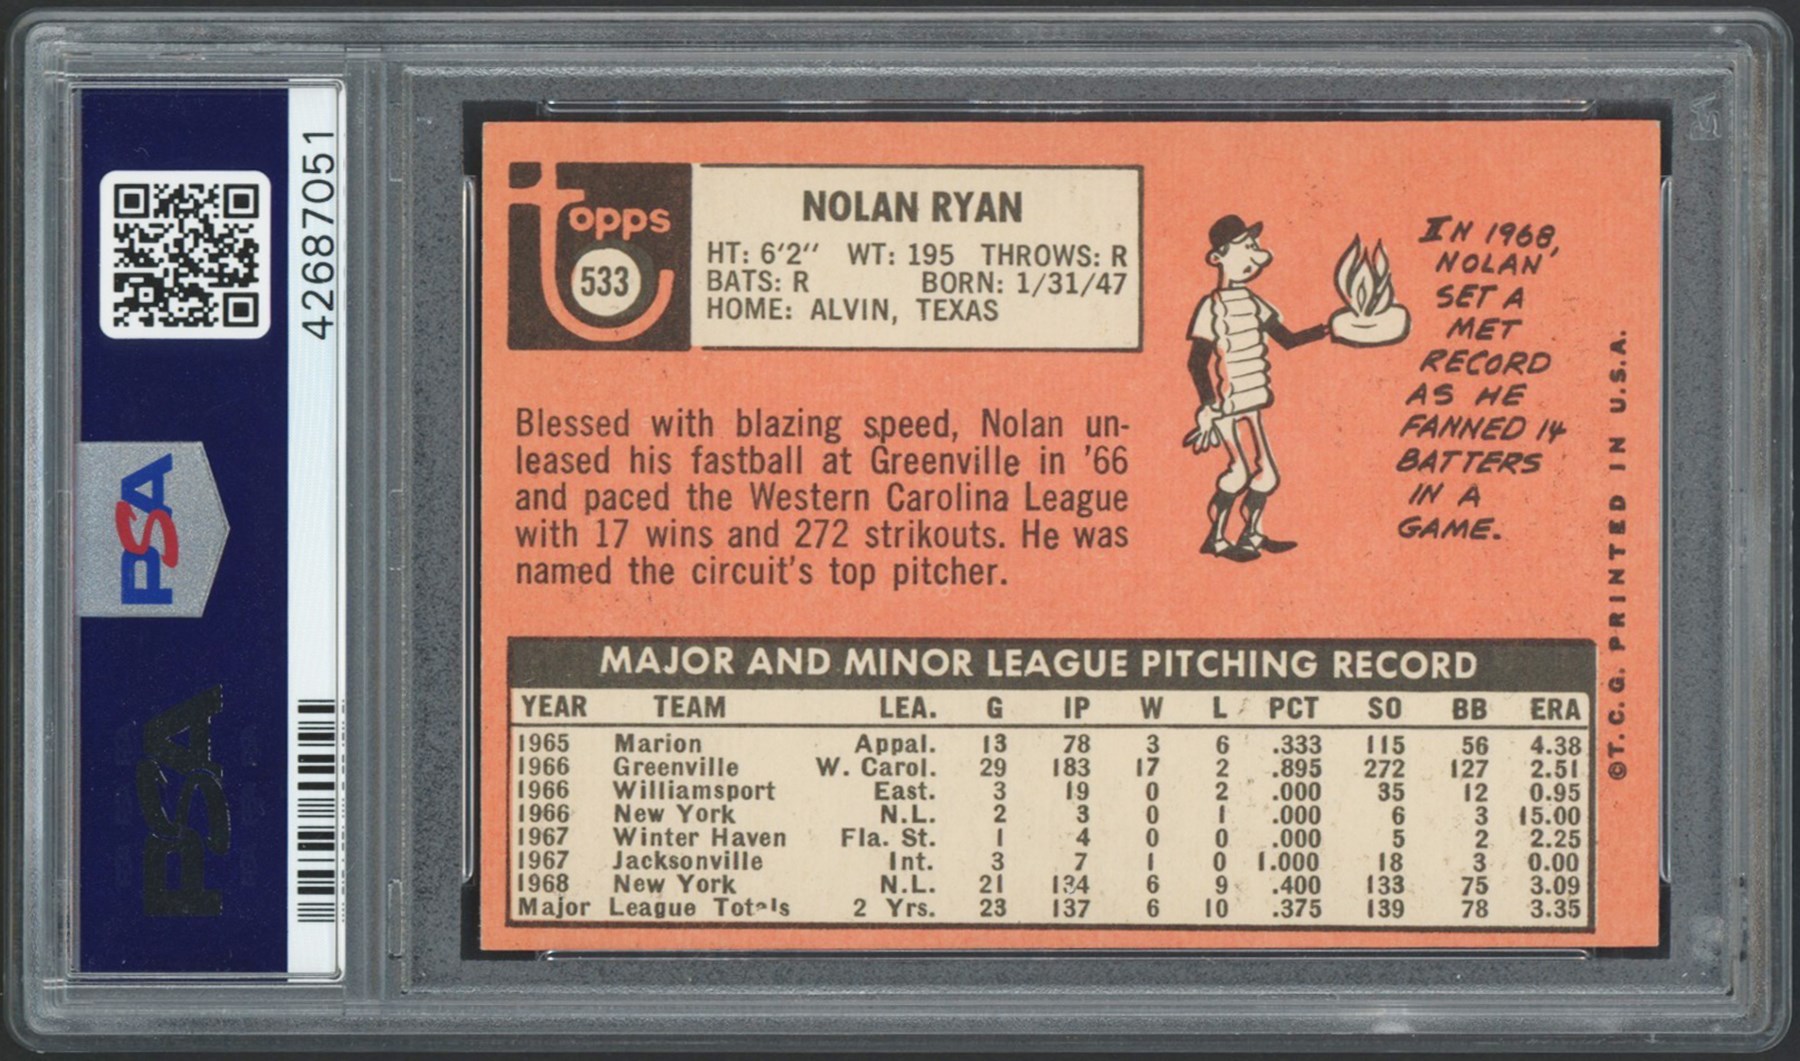 42687051
PSA
PSA
Topps
533
NOLAN RYAN
HT: 6'2" WT: 195 THROWS: R
BATS: R BORN: 1/31/47
HOME: ALVIN, TEXAS
Blessed with blazing speed, Nolan un-
leased his fastball at Greenville in '66
and paced the Western Carolina League
with 17 wins and 272 strikouts. He was
named the circuit's top pitcher.
IN 1968,
NOLAN
SET A
MET
RECORD
AS HE
FANNED 14
BATTERS
IN A
GAME.
MAJOR AND MINOR LEAGUE PITCHING RECORD
YEAR TEAM LEA. G IP W L PCT SO BB ERA
1965 Marion Appal. 13 78 3 6 .333 115 56 4.38
1966 Greenville W. Carol. 29 183 17 2 .895 272 127 2.51
1966 Williamsport East. 3 19 0 2 .000 35 12 0.95
1966 New York N.L. 2 3 0 1 .000 6 3 15.00
1967 Winter Haven Fla. St. 1 4 0 0 .000 5 2 2.25
1967 Jacksonville Int. 3 7 1 0 1.000 18 3 0.00
1968 New York N.L. 21 134 6 9 .400 133 75 3.09
Major League Totals 2 Yrs. 23 137 6 10 .375 139 78 3.35
©T.C.G. PRINTED IN U.S.A.